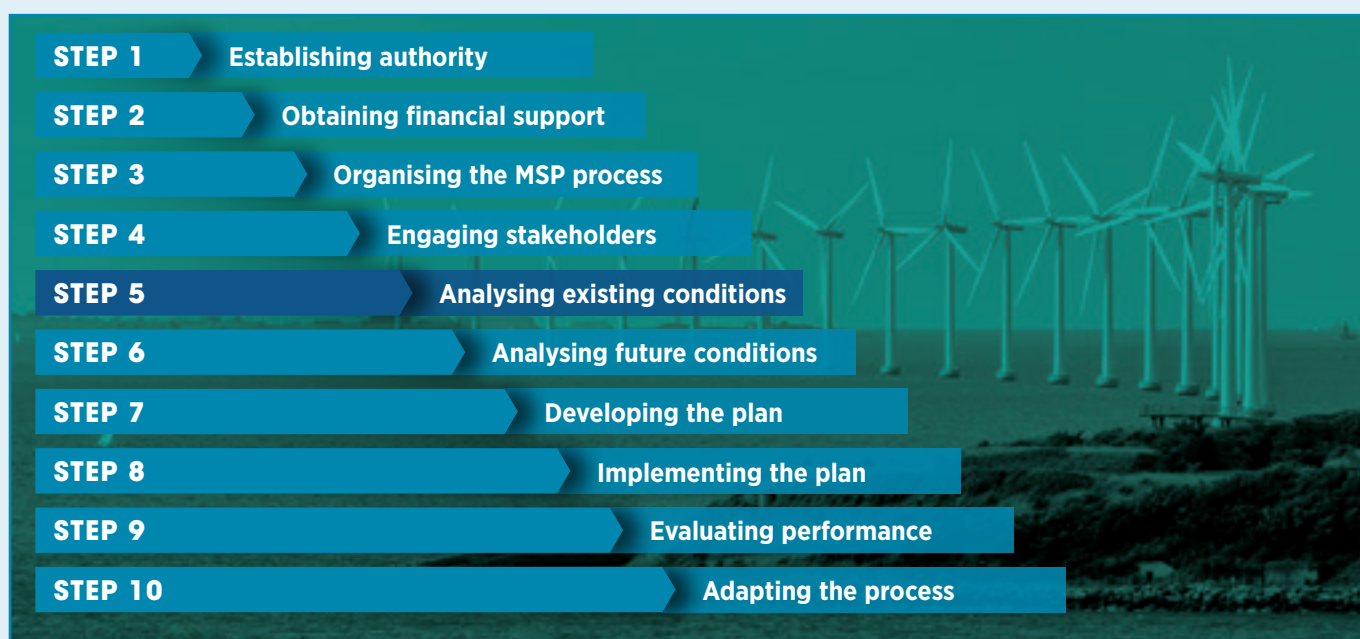 STEP 1 Establishing authority
STEP 2 Obtaining financial support
STEP 3 Organising the MSP process
STEP 4 Engaging stakeholders
STEP 5 Analysing existing conditions
STEP 6 Analysing future conditions
STEP 7 Developing the plan
STEP 8 Implementing the plan
STEP 9 Evaluating performance
STEP 10 Adapting the process